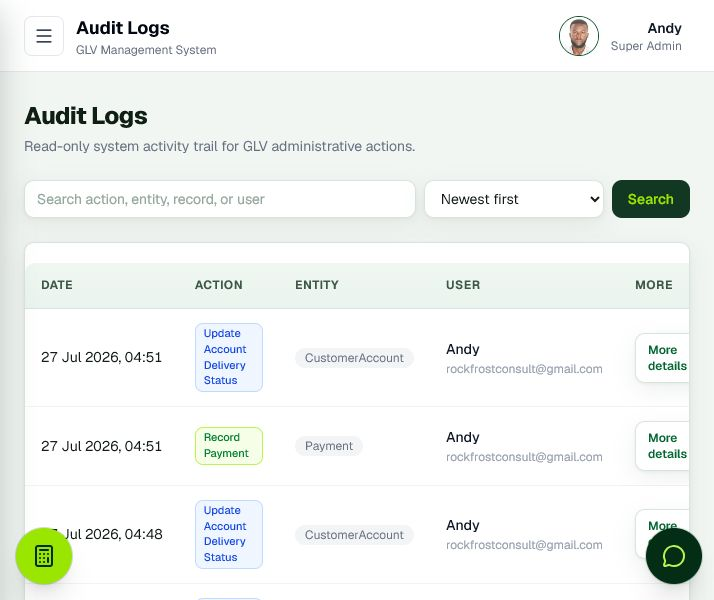 Audit Logs
GLV Management System
Andy
Super Admin
Audit Logs
Read-only system activity trail for GLV administrative actions.
Search action, entity, record, or user
Newest first
Search
DATE ACTION ENTITY USER MORE
27 Jul 2026, 04:51
Update
Account
Delivery
Status
CustomerAccount
Andy
rockfrostconsult@gmail.com
More
details
27 Jul 2026, 04:51
Record
Payment
Payment
Andy
rockfrostconsult@gmail.com
More
details
Jul 2026, 04:48
Update
Account
Delivery
Status
CustomerAccount
Andy
rockfrostconsult@gmail.com
More